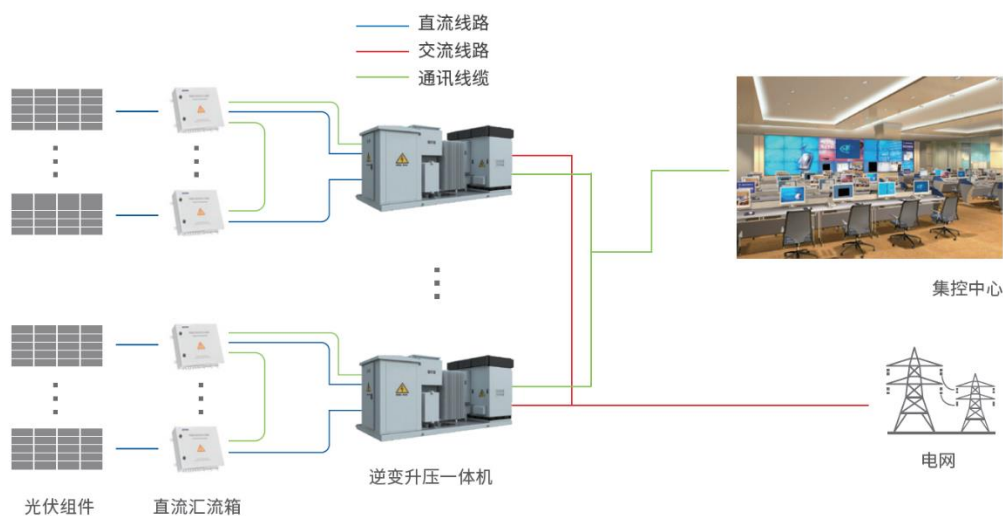 直流线路
交流线路
通讯线缆
集控中心
电网
逆变升压一体机
光伏组件
直流汇流箱